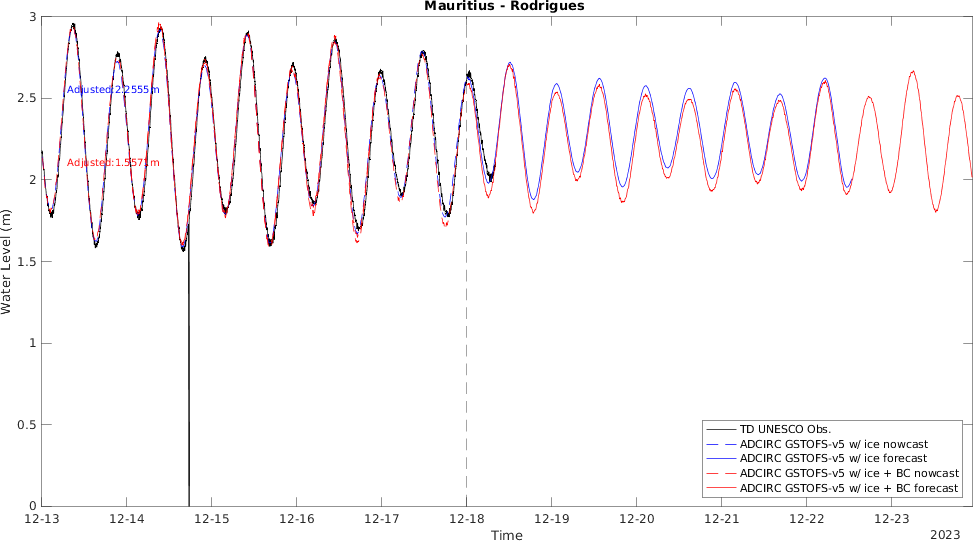 Mauritius - Rodrigues
3
2.5
2
1.5
1
0.5
0
Water Level (m)
Adjusted:2.2555m
Adjusted:1.5571m
TD UNESCO Obs.
ADCIRC GSTOFS-v5 w/ ice nowcast
ADCIRC GSTOFS-v5 w/ ice forecast
ADCIRC GSTOFS-v5 w/ ice + BC nowcast
ADCIRC GSTOFS-v5 w/ ice + BC forecast
12-13 12-14 12-15 12-16 12-17 12-18 12-19 12-20 12-21 12-22 12-23
Time
2023